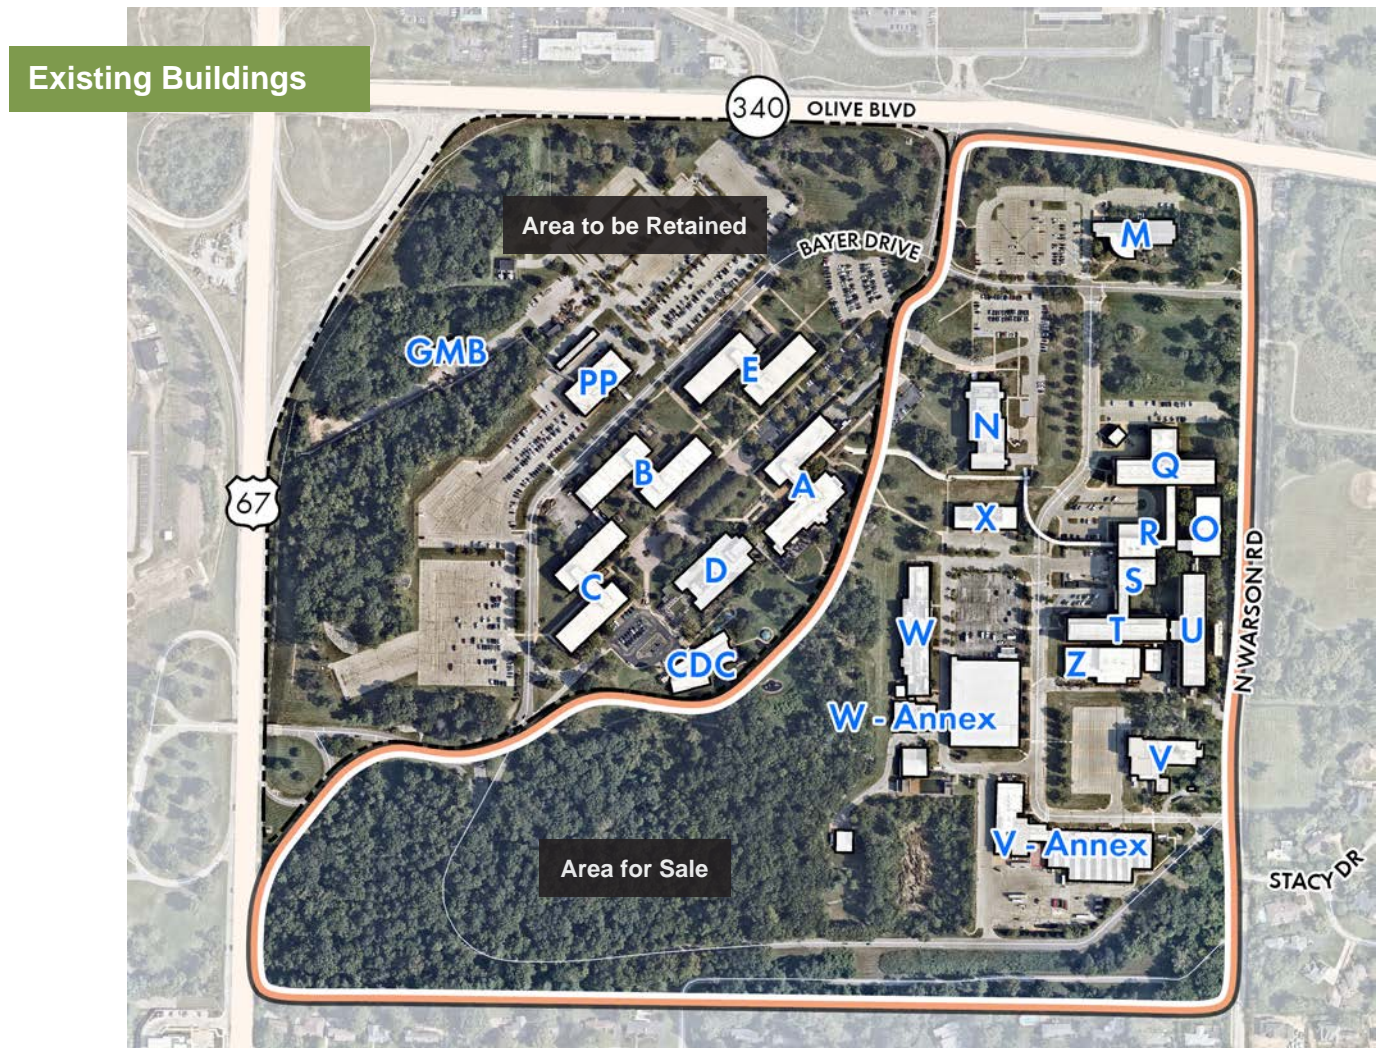 Existing Buildings
340
OLIVE BLVD
Area to be Retained
BAYER DRIVE
M
GMB
PP
E
N
B
A
Q
67
X
R
O
C
D
S
N WARSON RD
W
T
U
CDC
Z
W - Annex
V
V - Annex
Area for Sale
STACY DR